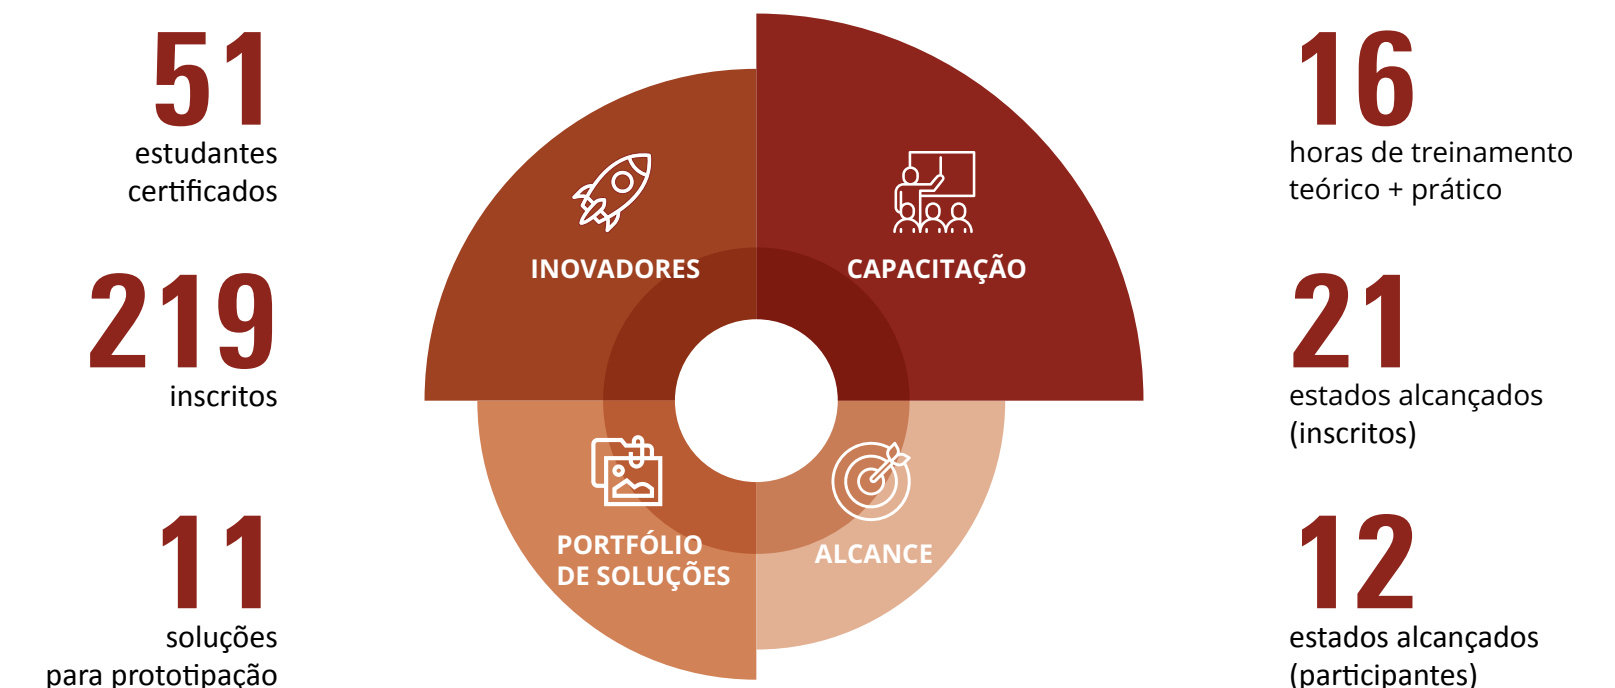 51
estudantes
certificados
219
inscritos
11
soluções
para prototipação
INOVADORES
CAPACITAÇÃO
PORTFÓLIO
DE SOLUÇÕES
ALCANCE
16
horas de treinamento
teórico + prático
21
estados alcançados
(inscritos)
12
estados alcançados
(participantes)